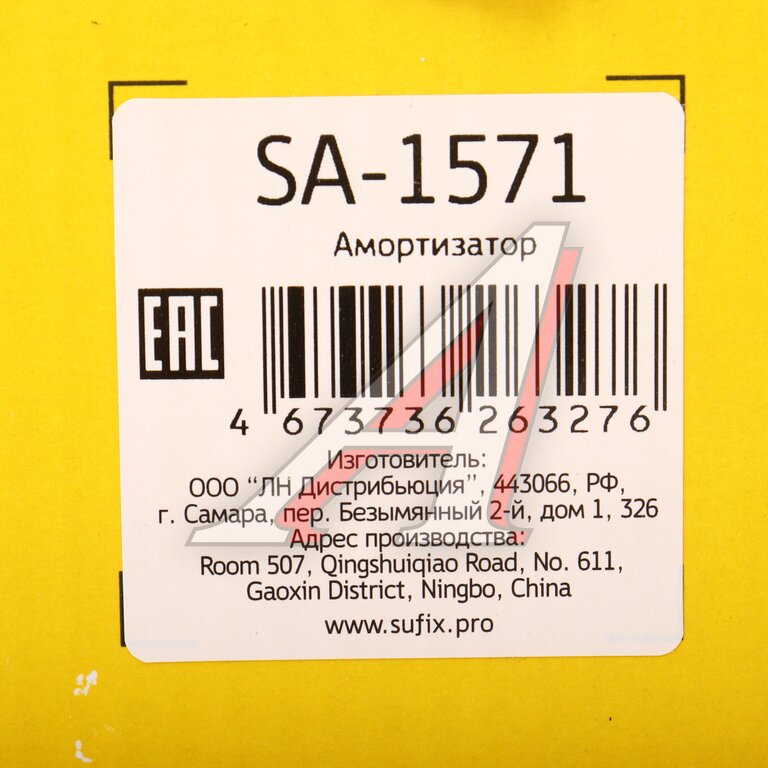 SA-1571
Амортизатор
EAC
4 673736 263276
Изготовитель:
ООО “ЛН Дистрибьюция”, 443066, РФ,
г. Самара, пер. Безымянный 2-й, дом 1, 326
Адрес производства:
Room 507, Qingshuiqiao Road, No. 611,
Gaoxin District, Ningbo, China
www.sufix.pro